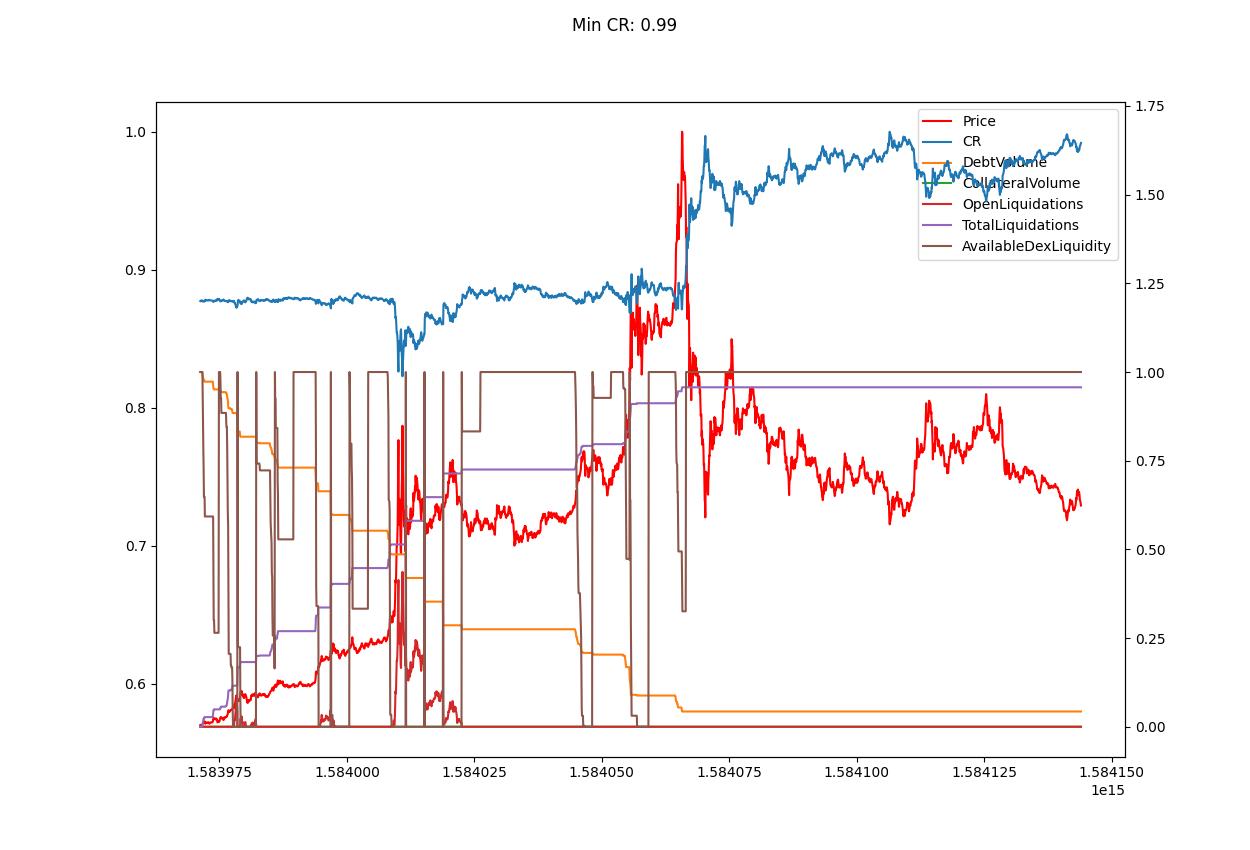 Min CR: 0.99
1.0
0.9
0.8
0.7
0.6
1.75
1.50
1.25
1.00
0.75
0.50
0.25
0.00
Price
CR
DebtVolume
CollateralVolume
OpenLiquidations
TotalLiquidations
AvailableDexLiquidity
1.583975 1.584000 1.584025 1.584050 1.584075 1.584100 1.584125 1.584150
1e15